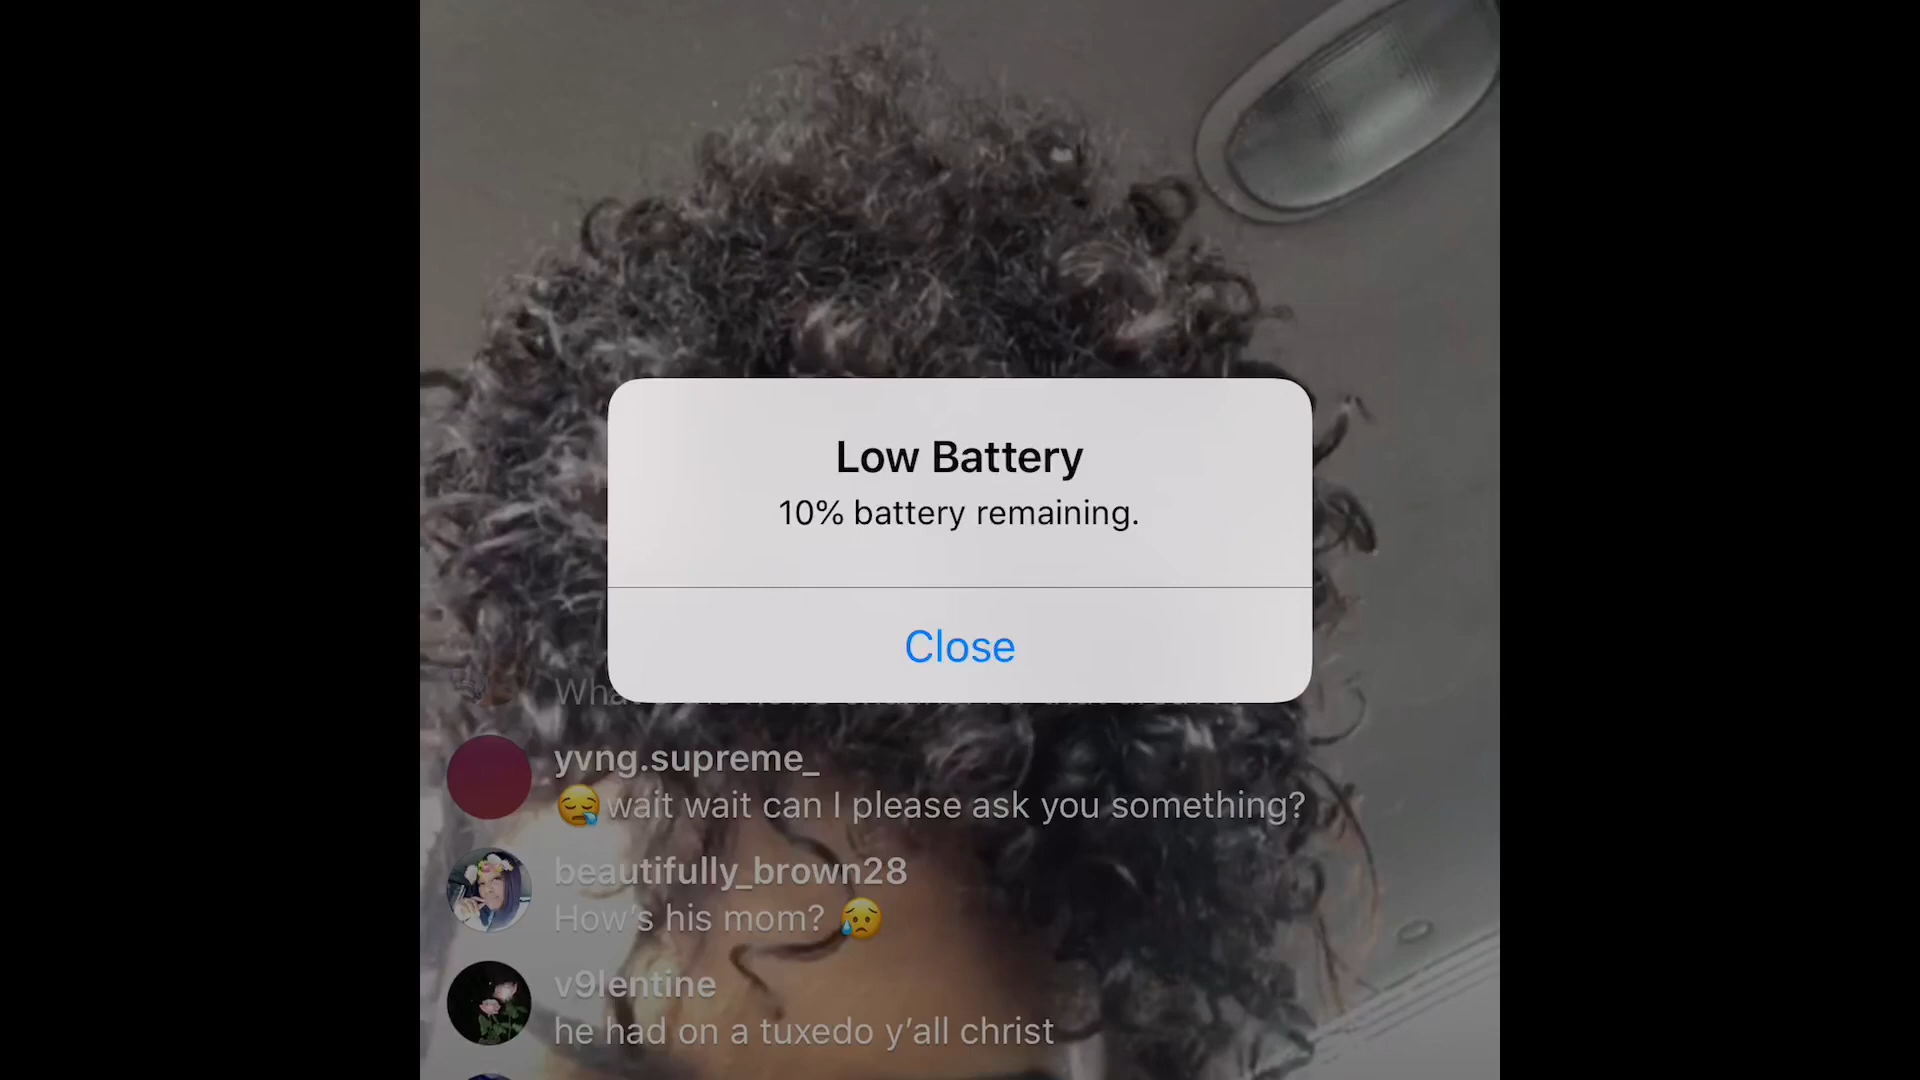 Low Battery
10% battery remaining.
Close
yvng.supreme_
😪wait wait can I please ask you something?
beautifully_brown28
How’s his mom? 😥
v9lentine
he had on a tuxedo y’all christ